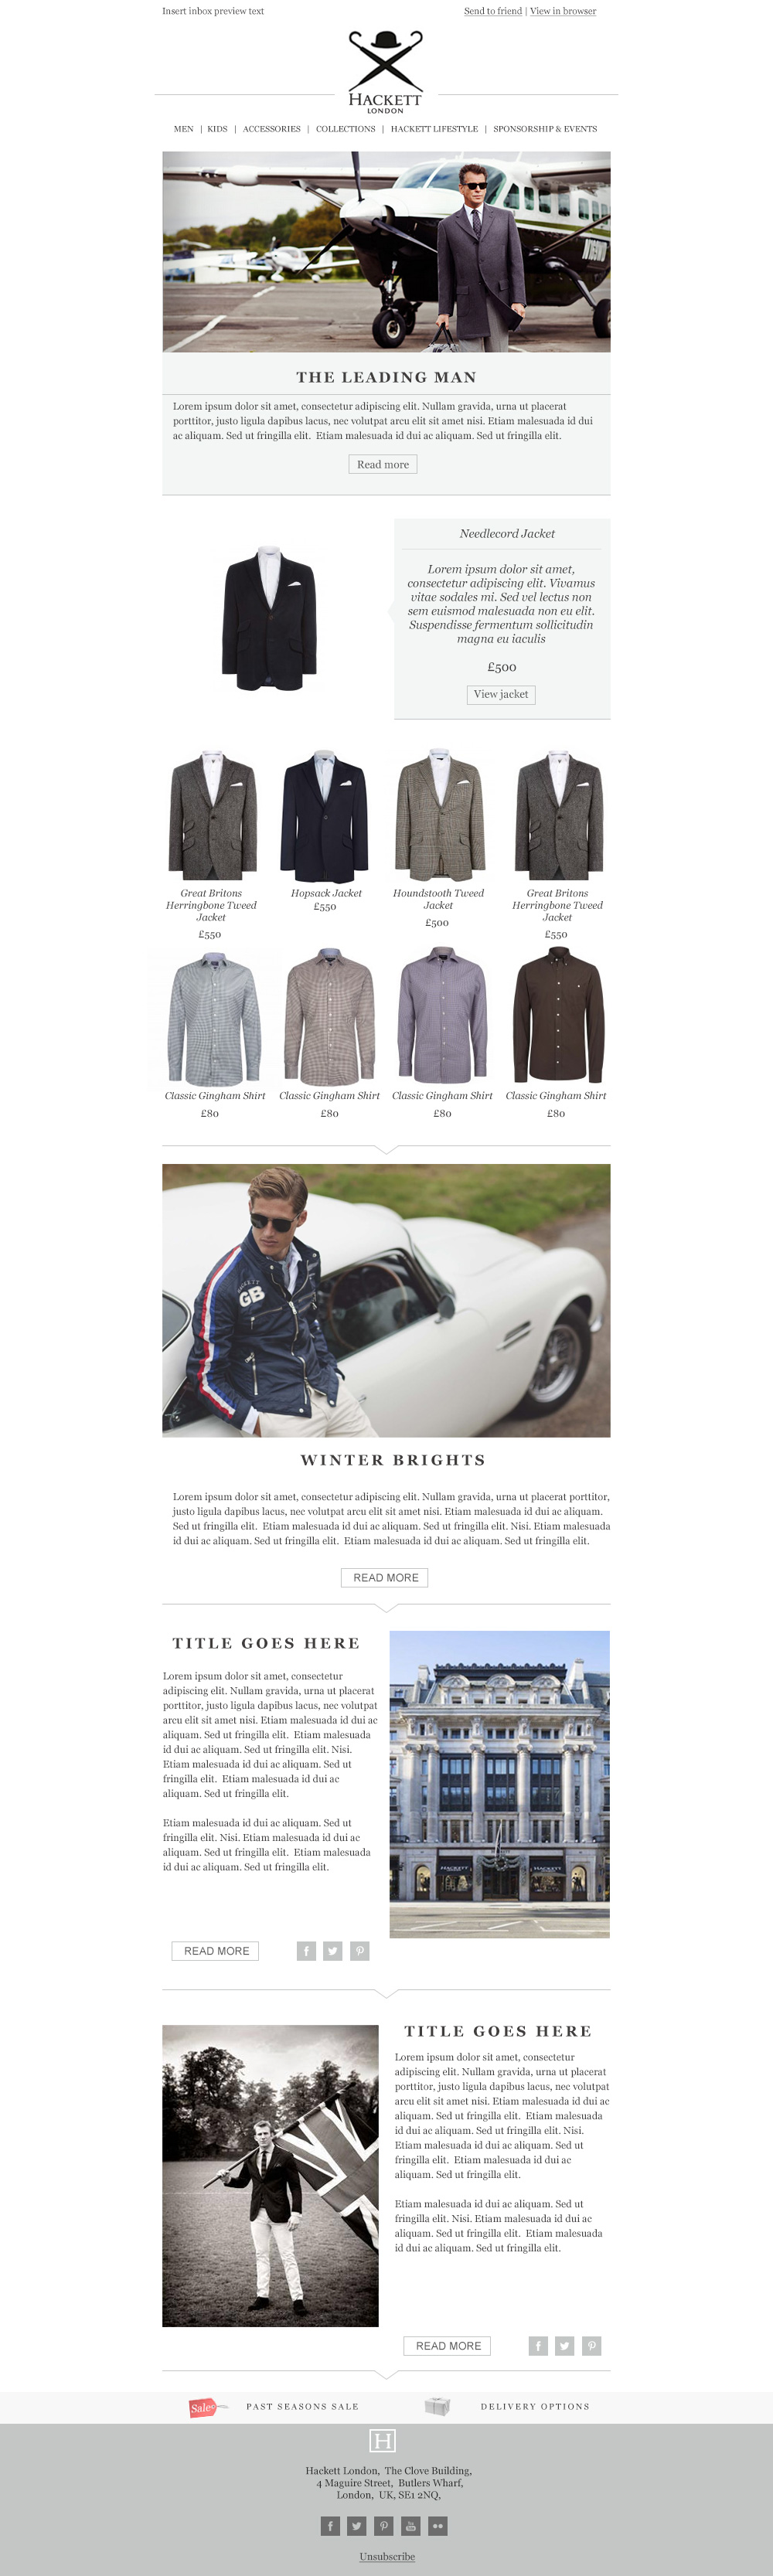 Insert inbox preview text
Send to friend | View in browser
HACKETT
LONDON
MEN | KIDS | ACCESSORIES | COLLECTIONS | HACKETT LIFESTYLE | SPONSORSHIP & EVENTS
THE LEADING MAN
Lorem ipsum dolor sit amet, consectetur adipiscing elit. Nullam gravida, urna ut placerat
porttitor, justo ligula dapibus lacus, nec volutpat arcu elit sit amet nisi. Etiam malesuada id dui
ac aliquam. Sed ut fringilla elit. Etiam malesuada id dui ac aliquam. Sed ut fringilla elit.
Read more
Needlecord Jacket
Lorem ipsum dolor sit amet,
consectetur adipiscing elit. Vivamus
vitae sodales mi. Sed vel lectus non
sem euismod malesuada non eu elit.
Suspendisse fermentum sollicitudin
magna eu iaculis
£500
View jacket
Great Britons
Herringbone Tweed
Jacket
£550
Hopsack Jacket
£550
Houndstooth Tweed
Jacket
£500
Great Britons
Herringbone Tweed
Jacket
£550
Classic Gingham Shirt
£80
Classic Gingham Shirt
£80
Classic Gingham Shirt
£80
Classic Gingham Shirt
£80
HACKETT
GB
WINTER BRIGHTS
Lorem ipsum dolor sit amet, consectetur adipiscing elit. Nullam gravida, urna ut placerat porttitor,
justo ligula dapibus lacus, nec volutpat arcu elit sit amet nisi. Etiam malesuada id dui ac aliquam.
Sed ut fringilla elit. Etiam malesuada id dui ac aliquam. Sed ut fringilla elit. Nisi. Etiam malesuada
id dui ac aliquam. Sed ut fringilla elit. Etiam malesuada id dui ac aliquam. Sed ut fringilla elit.
READ MORE
TITLE GOES HERE
Lorem ipsum dolor sit amet, consectetur
adipiscing elit. Nullam gravida, urna ut placerat
porttitor, justo ligula dapibus lacus, nec volutpat
arcu elit sit amet nisi. Etiam malesuada id dui ac
aliquam. Sed ut fringilla elit. Etiam malesuada
id dui ac aliquam. Sed ut fringilla elit. Nisi.
Etiam malesuada id dui ac aliquam. Sed ut
fringilla elit. Etiam malesuada id dui ac
aliquam. Sed ut fringilla elit.
Etiam malesuada id dui ac aliquam. Sed ut
fringilla elit. Nisi. Etiam malesuada id dui ac
aliquam. Sed ut fringilla elit. Etiam malesuada
id dui ac aliquam. Sed ut fringilla elit.
HACKETT
HACKETT
READ MORE
TITLE GOES HERE
Lorem ipsum dolor sit amet, consectetur
adipiscing elit. Nullam gravida, urna ut placerat
porttitor, justo ligula dapibus lacus, nec volutpat
arcu elit sit amet nisi. Etiam malesuada id dui ac
aliquam. Sed ut fringilla elit. Etiam malesuada
id dui ac aliquam. Sed ut fringilla elit. Nisi.
Etiam malesuada id dui ac aliquam. Sed ut
fringilla elit. Etiam malesuada id dui ac
aliquam. Sed ut fringilla elit.
Etiam malesuada id dui ac aliquam. Sed ut
fringilla elit. Nisi. Etiam malesuada id dui ac
aliquam. Sed ut fringilla elit. Etiam malesuada
id dui ac aliquam. Sed ut fringilla elit.
READ MORE
Sale
PAST SEASONS SALE
DELIVERY OPTIONS
H
Hackett London, The Clove Building,
4 Maguire Street, Butlers Wharf,
London, UK, SE1 2NQ,
Unsubscribe